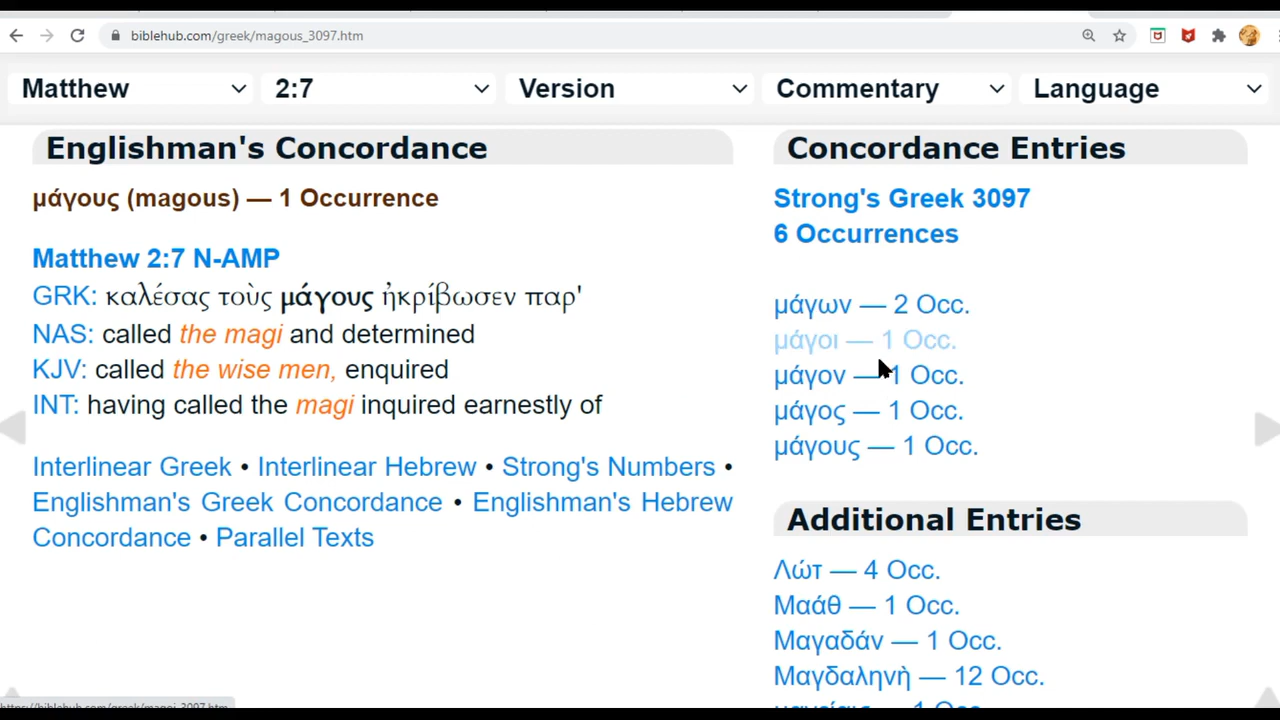 biblehub.com/greek/magous_3097.htm
Matthew 2:7 Version Commentary Language
Englishman's Concordance
μάγους (magous) — 1 Occurrence
Matthew 2:7 N-AMP
GRK: καλέσας τοὺς μάγους ἠκρίβωσεν παρ'
NAS: called the magi and determined
KJV: called the wise men, enquired
INT: having called the magi inquired earnestly of
Interlinear Greek • Interlinear Hebrew • Strong's Numbers •
Englishman's Greek Concordance • Englishman's Hebrew
Concordance • Parallel Texts
Concordance Entries
Strong's Greek 3097
6 Occurrences
μάγων — 2 Occ.
μάγοι — 1 Occ.
μάγον — 1 Occ.
μάγος — 1 Occ.
μάγους — 1 Occ.
Additional Entries
Λώτ — 4 Occ.
Μαάθ — 1 Occ.
Μαγαδάν — 1 Occ.
Μαγδαληνὴ — 12 Occ.